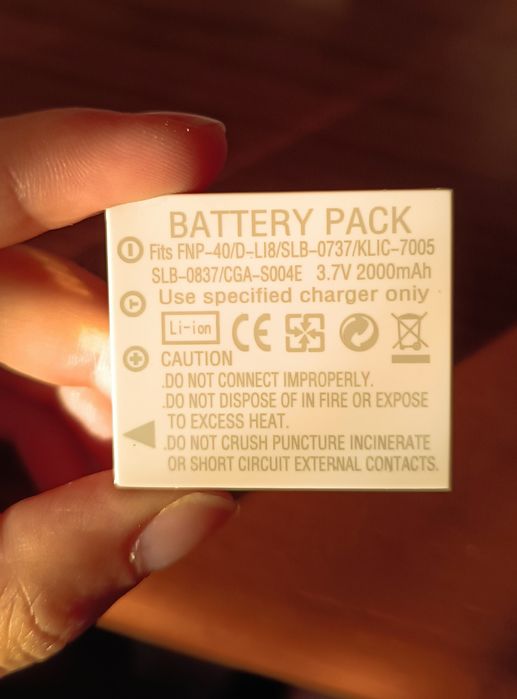 BATTERY PACK
Fits FNP-40/D-LI8/SLB-0737/KLIC-7005
SLB-0837/CGA-S004E 3.7V 2000mAh
Use specified charger oniy
Li-ion
CE
CAUTION
.DO NOT CONNECT IMPROPERLY.
.DO NOT DISPOSE OF IN FIRE OR EXPOSE
TO EXCESS HEAT.
.DO NOT CRUSH PUNCTURE INCINERATE
OR SHORT CIRCUIT EXTERNAL CONTACTS.